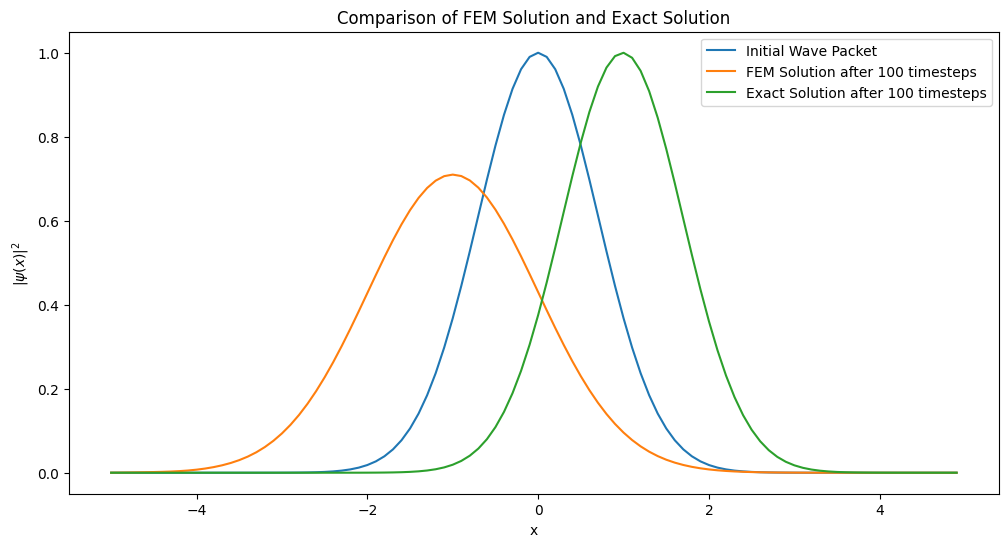 Comparison of FEM Solution and Exact Solution
Initial Wave Packet
FEM Solution after 100 timesteps
Exact Solution after 100 timesteps
|ψ(x)|²
1.0
0.8
0.6
0.4
0.2
0.0
−4
−2
0
2
4
x